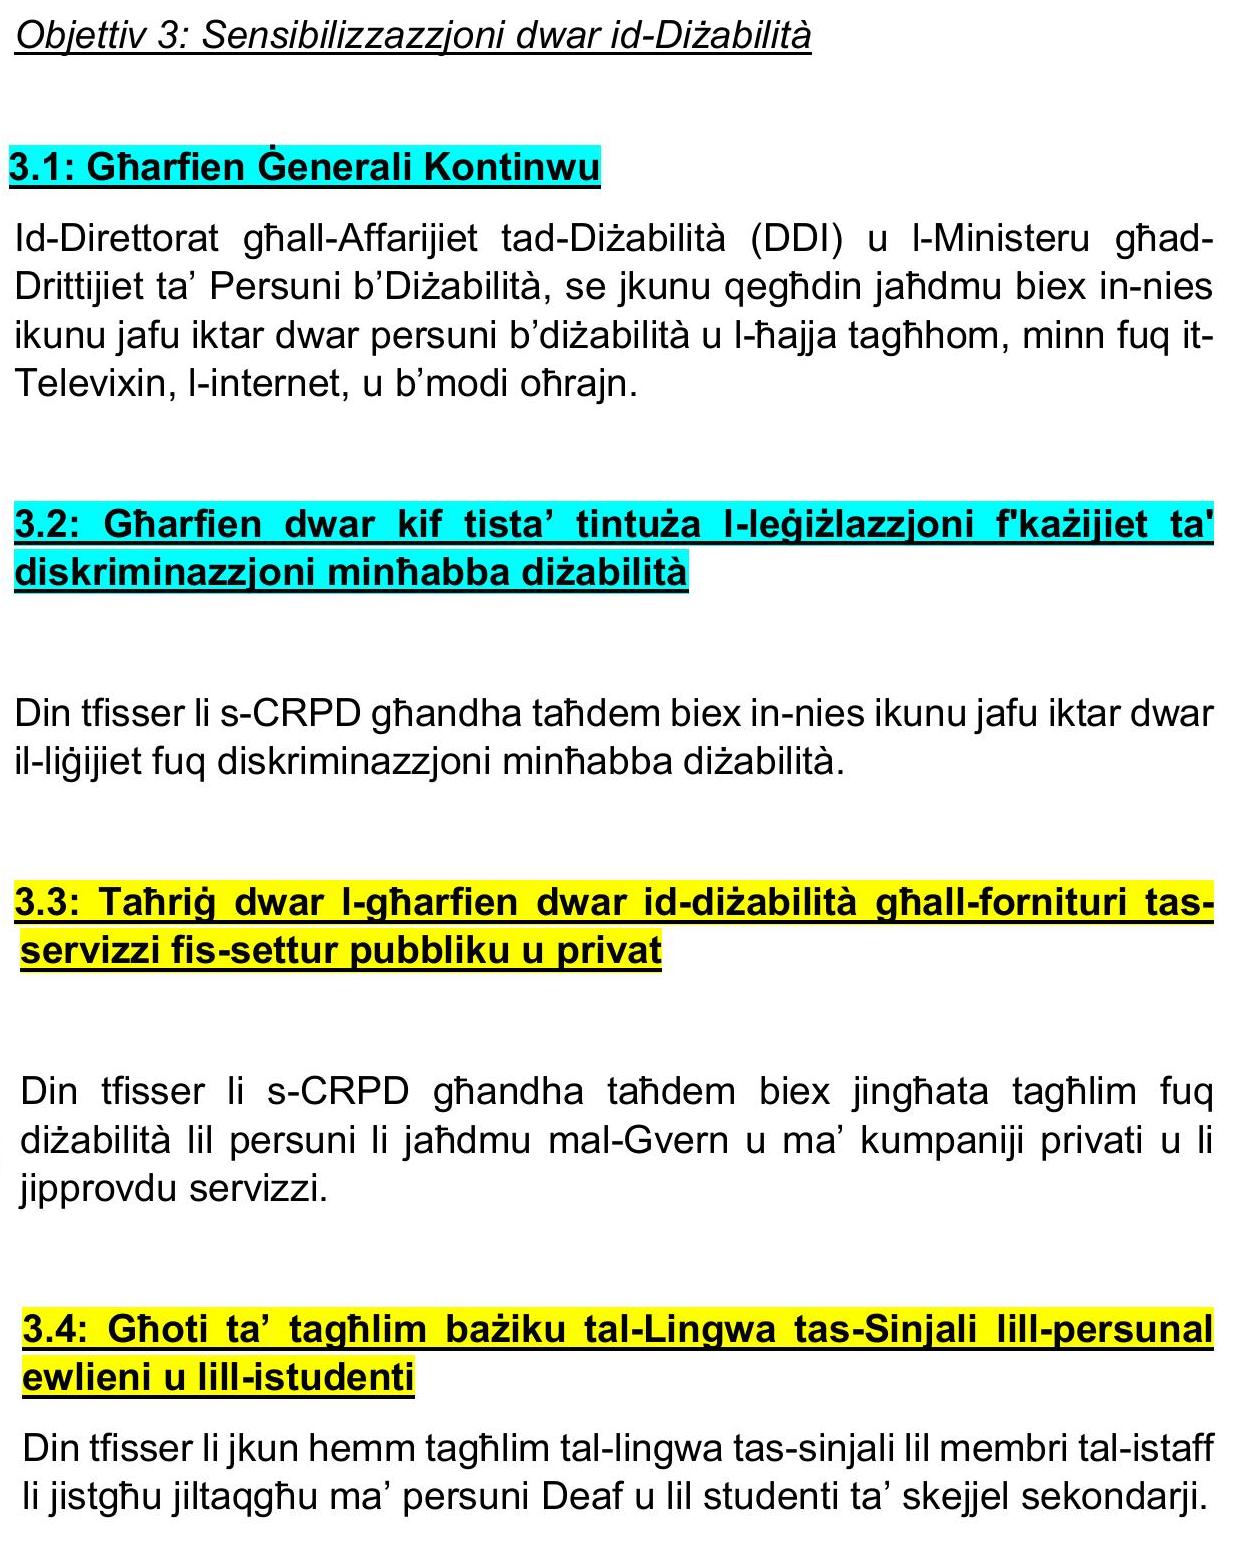 Objettiv 3: Sensibilizzazzjoni dwar id-Diżabilità
3.1: Għarfien Ġenerali Kontinwu
Id-Direttorat għall-Affarijiet tad-Diżabilità (DDI) u l-Ministeru għad-
Drittijiet ta’ Persuni b’Diżabilità, se jkunu qegħdin jaħdmu biex in-nies
ikunu jafu iktar dwar persuni b’diżabilità u l-ħajja tagħhom, minn fuq it-
Televixin, l-internet, u b’modi oħrajn.
3.2: Għarfien dwar kif tista’ tintuża l-leġiżlazzjoni f'każijiet ta'
diskriminazzjoni minħabba diżabilità
Din tfisser li s-CRPD għandha taħdem biex in-nies ikunu jafu iktar dwar
il-liġijiet fuq diskriminazzjoni minħabba diżabilità.
3.3: Taħriġ dwar l-għarfien dwar id-diżabilità għall-fornituri tas-
servizzi fis-settur pubbliku u privat
Din tfisser li s-CRPD għandha taħdem biex jingħata tagħlim fuq
diżabilità lil persuni li jaħdmu mal-Gvern u ma’ kumpaniji privati u li
jipprovdu servizzi.
3.4: Għoti ta’ tagħlim bażiku tal-Lingwa tas-Sinjali lill-persunal
ewlieni u lill-istudenti
Din tfisser li jkun hemm tagħlim tal-lingwa tas-sinjali lil membri tal-istaff
li jistgħu jiltaqgħu ma’ persuni Deaf u lil studenti ta’ skejjel sekondarji.